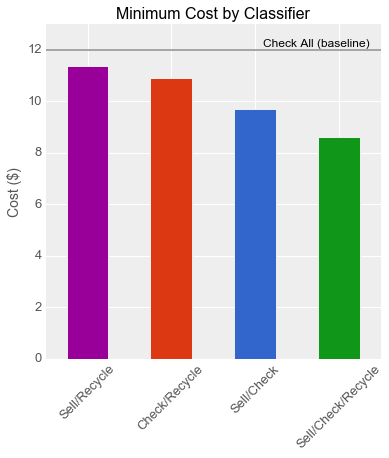 Minimum Cost by Classifier
Check All (baseline)
Cost ($)
12
10
8
6
4
2
0
Sell/Recycle
Check/Recycle
Sell/Check
Sell/Check/Recycle